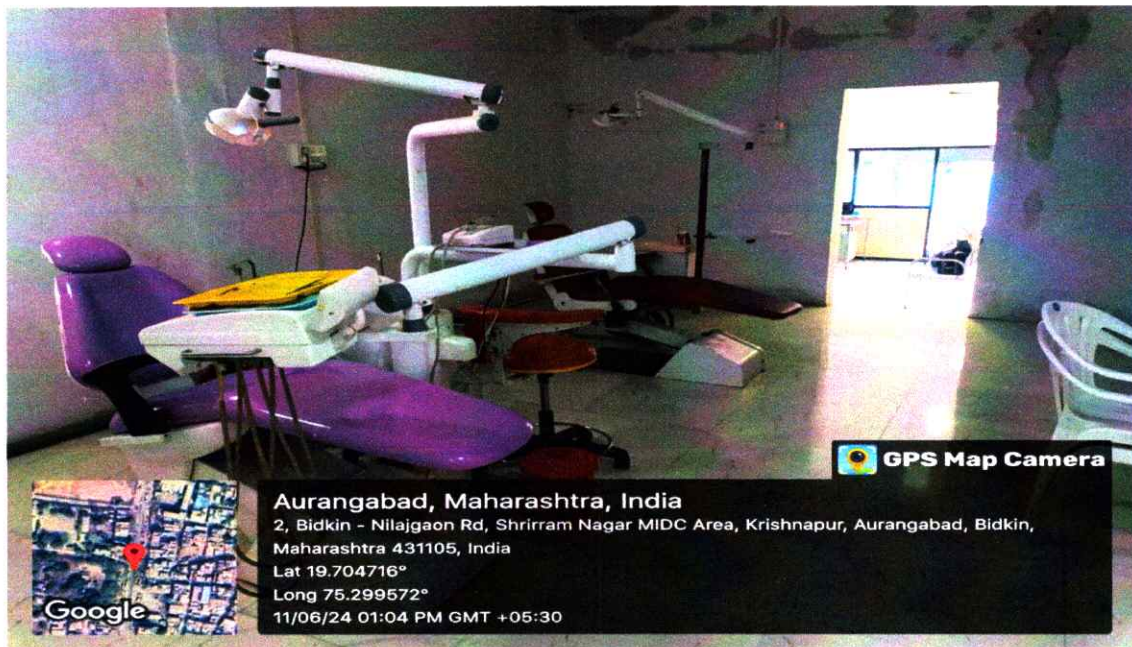 GPS Map Camera
Aurangabad, Maharashtra, India
2, Bidkin - Nilajgaon Rd, Shrirram Nagar MIDC Area, Krishnapur, Aurangabad, Bidkin,
Maharashtra 431105, India
Lat 19.704716°
Long 75.299572°
11/06/24 01:04 PM GMT +05:30
Google